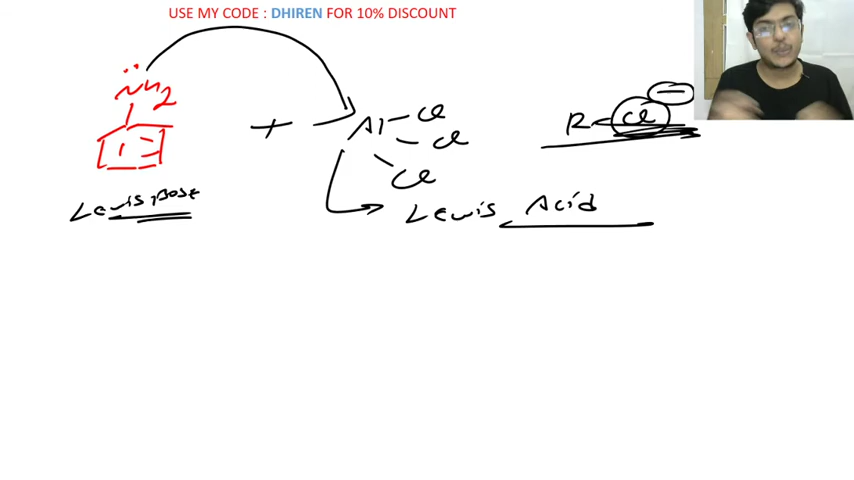 USE MY CODE : DHIREN FOR 10% DISCOUNT
NH2
+ Al Cl
Cl
Cl
R Cl −
Lewis Base
Lewis Acid